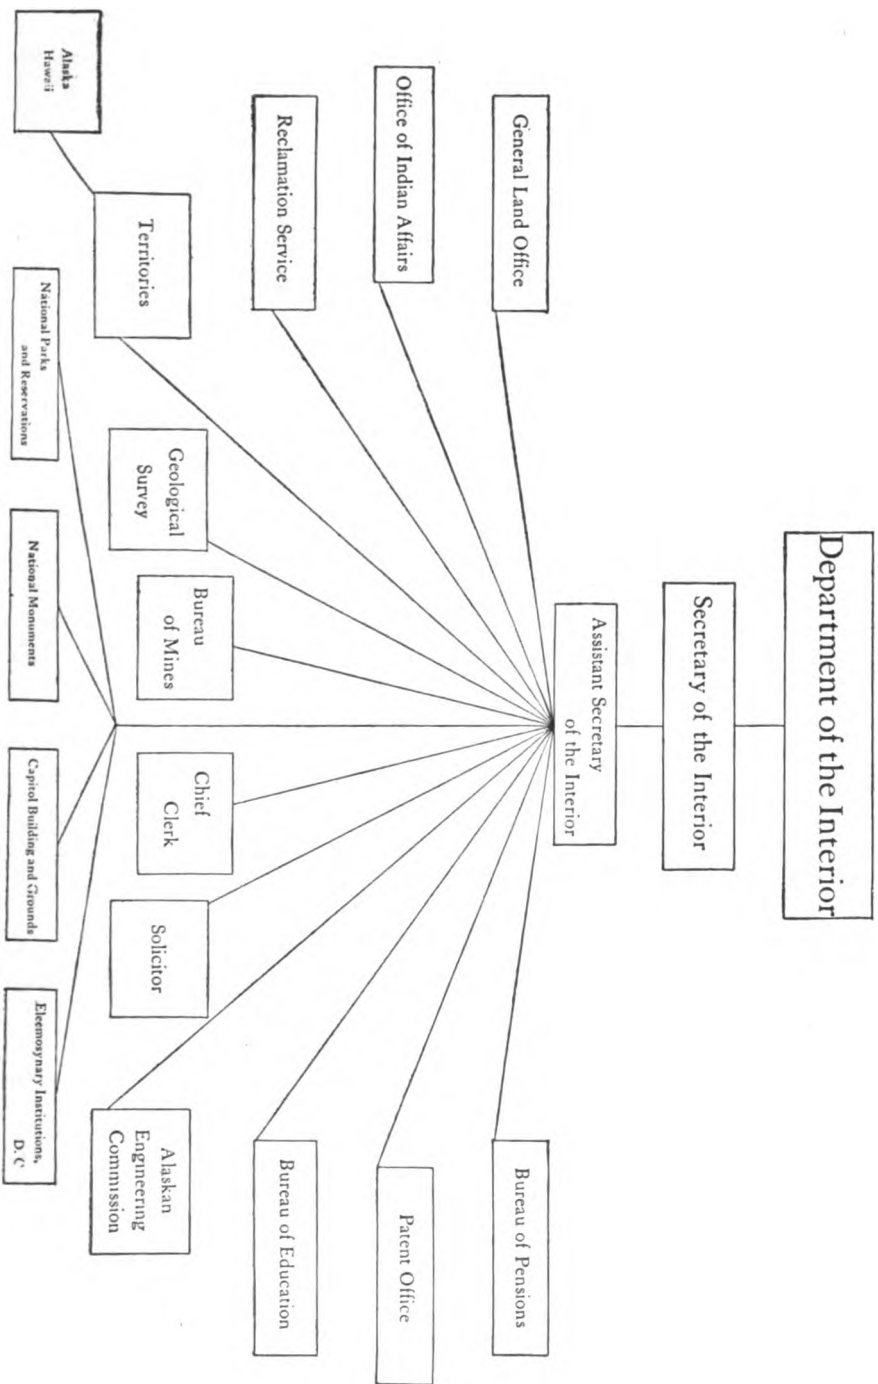 Department of the Interior
Secretary of the Interior
Assistant Secretary
of the Interior
General Land Office
Bureau of Pensions
Office of Indian Affairs
Patent Office
Reclamation Service
Bureau of Education
Territories
Geological
Survey
Bureau
of Mines
Chief
Clerk
Solicitor
Alaskan
Engineering
Commission
Alaska
Hawaii
National Parks
and Reservations
National Monuments
Capitol Building and Grounds
Eleemosynary Institutions,
D. C